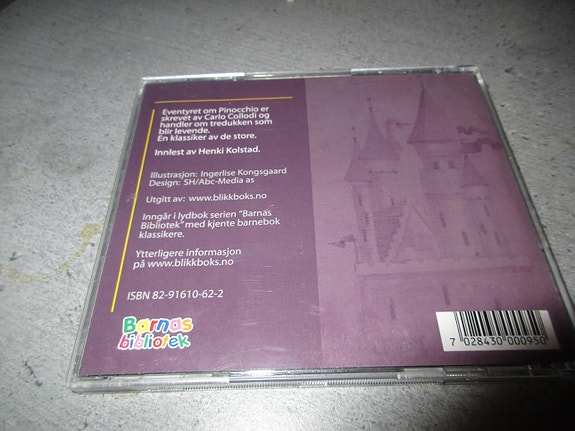 Eventyret om Pinocchio er
skrevet av Carlo Collodi og
handler om tredukken som
blir levende.
En klassiker av de store.
Innlest av Henki Kolstad.
Illustrasjon: Ingerlise Kongsgaard
Design: SH/Abc-Media as
Utgitt av: www.blikkboks.no
Inngår i lydbok serien "Barnas
Bibliotek" med kjente barnebok
klassikere.
Ytterligere informasjon
på www.blikkboks.no
ISBN 82-91610-62-2
Barnas
bibliotek
7 028430 000950